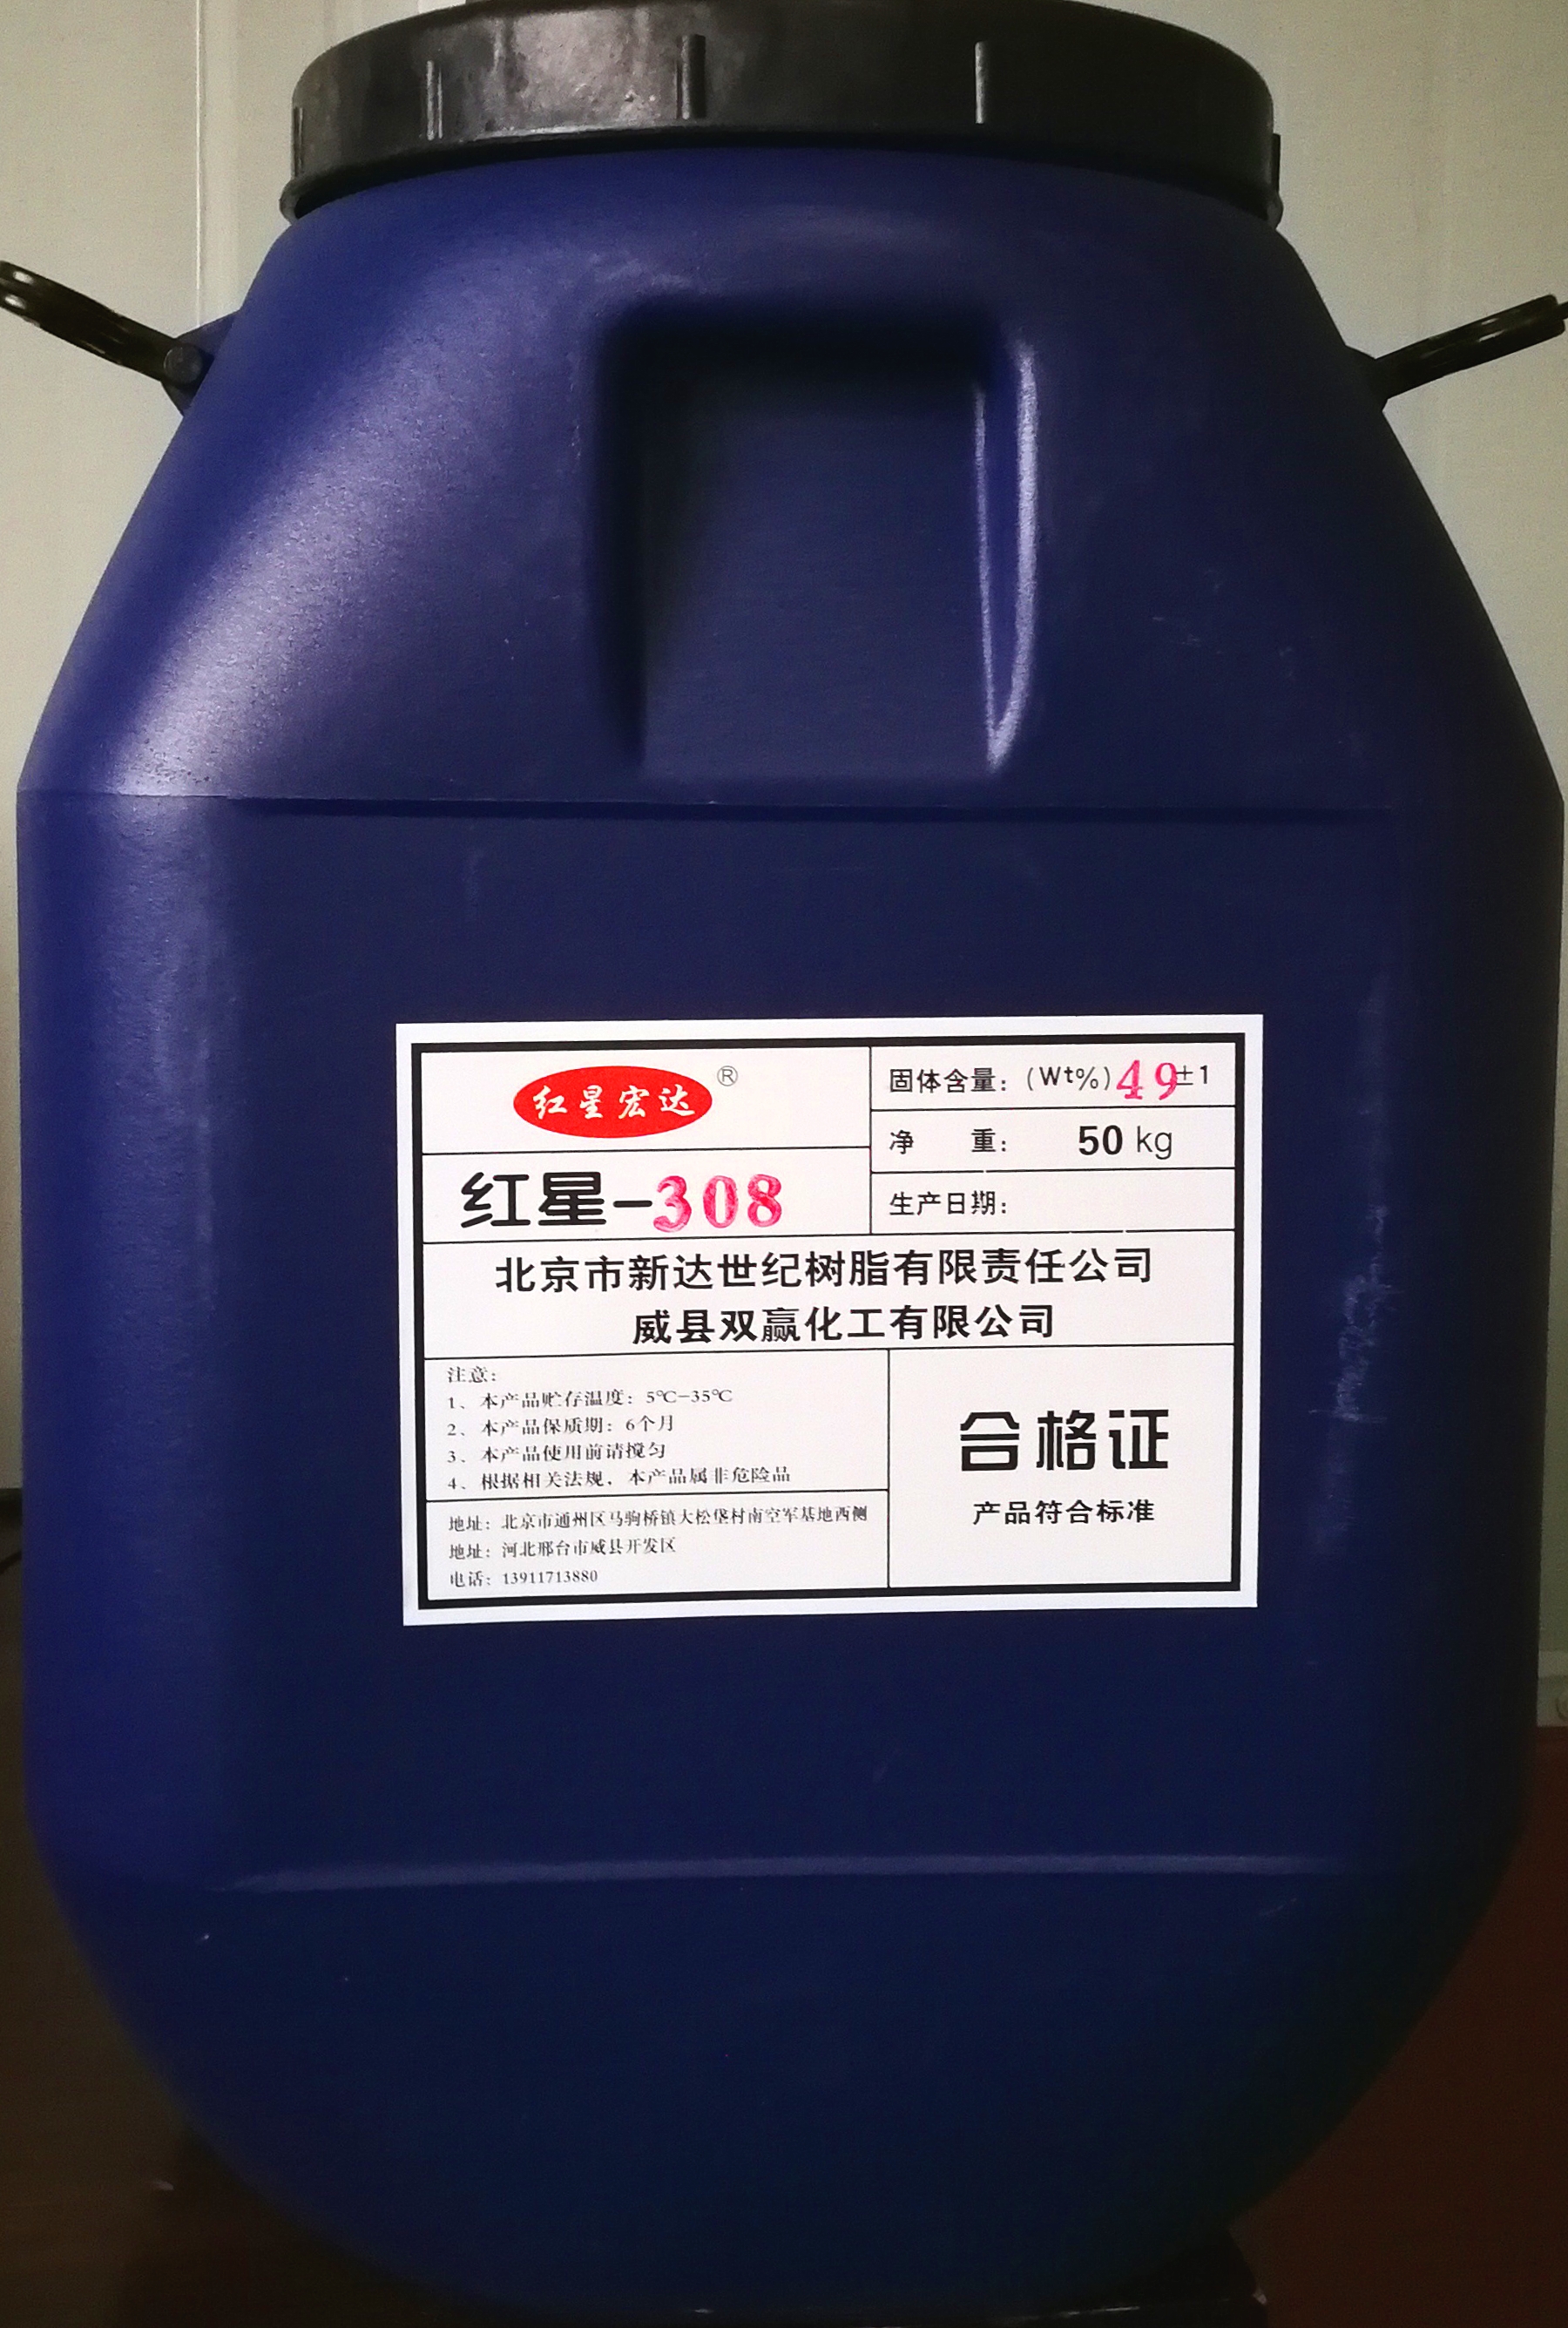 红星宏达®
红星-308
固体含量：(Wt%)49±1
净　　重：　50 kg
生产日期：
北京市新达世纪树脂有限责任公司
威县双赢化工有限公司
注意：
1、本产品贮存温度：5℃-35℃
2、本产品保质期：6个月
3、本产品使用前请搅匀
4、根据相关法规，本产品属非危险品
地址：北京市通州区马驹桥镇大松垡村南空军基地西侧
地址：河北邢台市威县开发区
电话：13911713880
合格证
产品符合标准